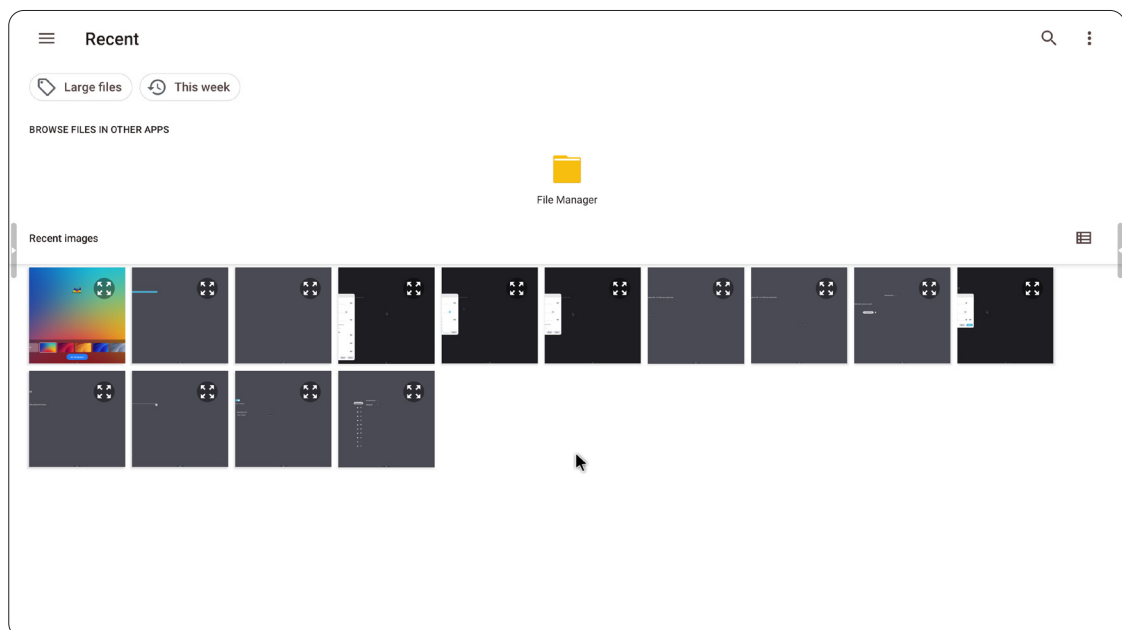 Recent
Large files
This week
BROWSE FILES IN OTHER APPS
File Manager
Recent images